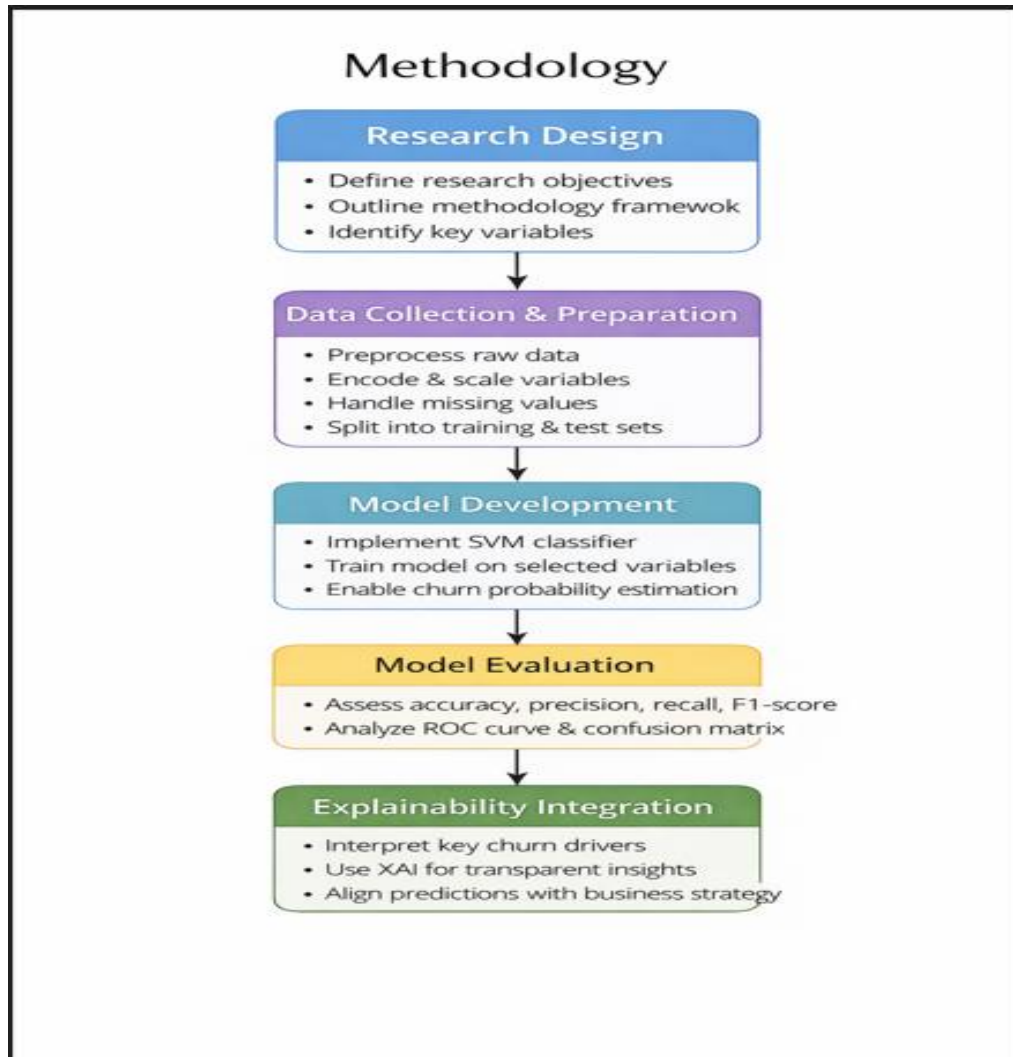 Methodology
Research Design
• Define research objectives
• Outline methodology framewok
• Identify key variables
Data Collection & Preparation
• Preprocess raw data
• Encode & scale variables
• Handle missing values
• Split into training & test sets
Model Development
• Implement SVM classifier
• Train model on selected variables
• Enable churn probability estimation
Model Evaluation
• Assess accuracy, precision, recall, F1-score
• Analyze ROC curve & confusion matrix
Explainability Integration
• Interpret key churn drivers
• Use XAI for transparent insights
• Align predictions with business strategy